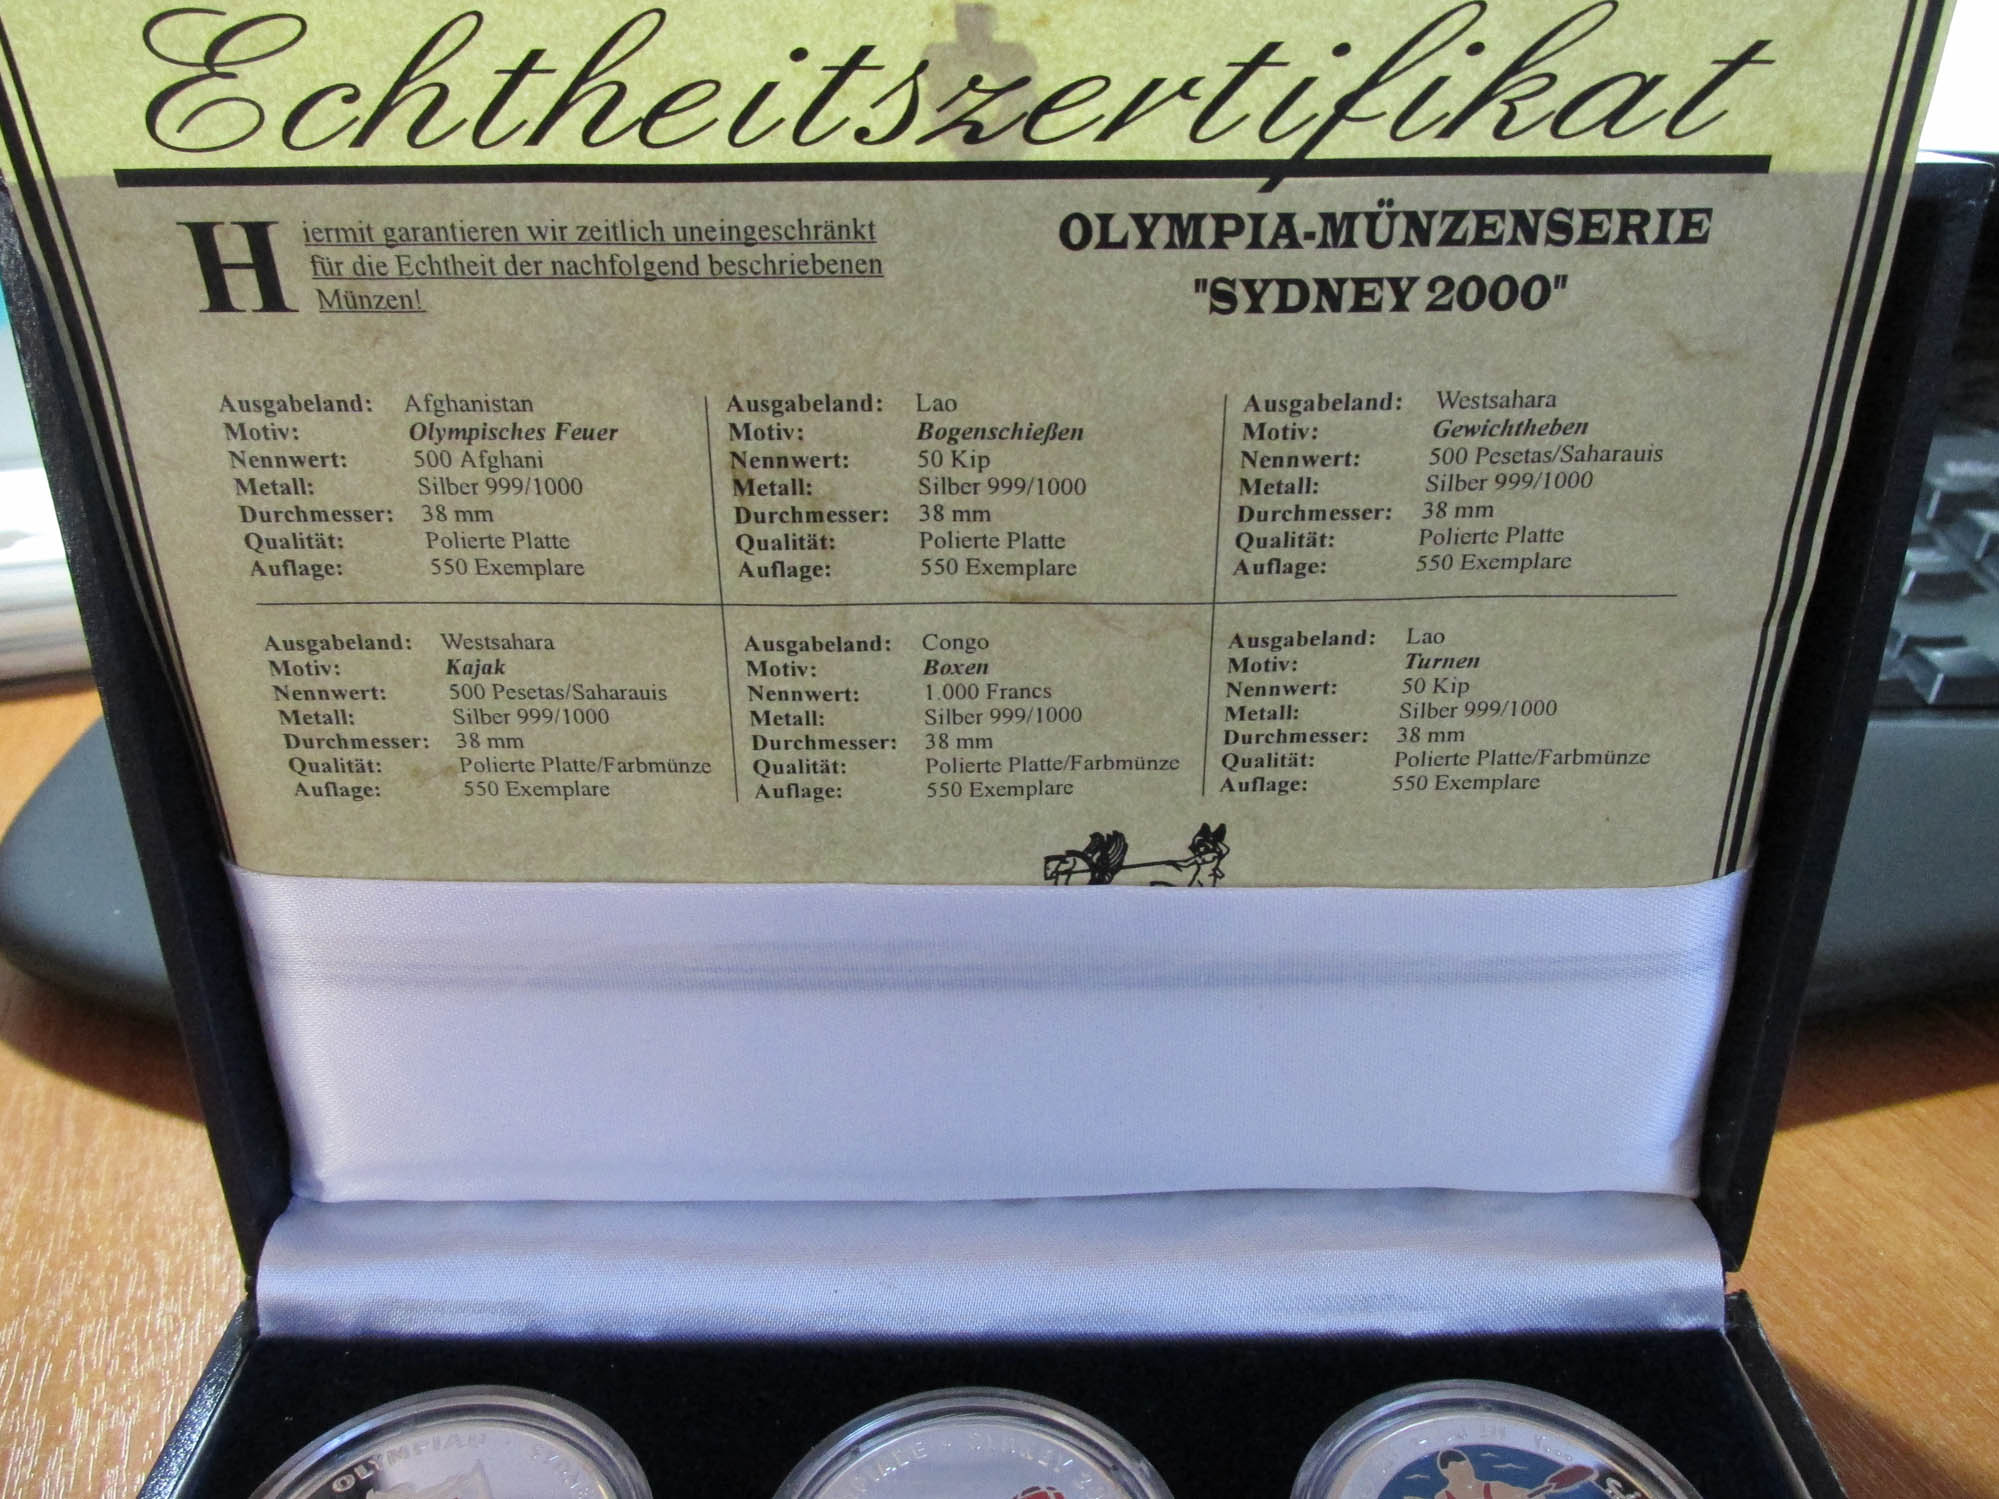 Echtheitszertifikat
Hiermit garantieren wir zeitlich uneingeschränkt
für die Echtheit der nachfolgend beschriebenen
Münzen!
OLYMPIA-MÜNZENSERIE
"SYDNEY 2000"
Ausgabeland: Afghanistan
Motiv: Olympisches Feuer
Nennwert: 500 Afghani
Metall: Silber 999/1000
Durchmesser: 38 mm
Qualität: Polierte Platte
Auflage: 550 Exemplare
Ausgabeland: Lao
Motiv: Bogenschießen
Nennwert: 50 Kip
Metall: Silber 999/1000
Durchmesser: 38 mm
Qualität: Polierte Platte
Auflage: 550 Exemplare
Ausgabeland: Westsahara
Motiv: Gewichtheben
Nennwert: 500 Pesetas/Saharauis
Metall: Silber 999/1000
Durchmesser: 38 mm
Qualität: Polierte Platte
Auflage: 550 Exemplare
Ausgabeland: Westsahara
Motiv: Kajak
Nennwert: 500 Pesetas/Saharauis
Metall: Silber 999/1000
Durchmesser: 38 mm
Qualität: Polierte Platte/Farbmünze
Auflage: 550 Exemplare
Ausgabeland: Congo
Motiv: Boxen
Nennwert: 1.000 Francs
Metall: Silber 999/1000
Durchmesser: 38 mm
Qualität: Polierte Platte/Farbmünze
Auflage: 550 Exemplare
Ausgabeland: Lao
Motiv: Turnen
Nennwert: 50 Kip
Metall: Silber 999/1000
Durchmesser: 38 mm
Qualität: Polierte Platte/Farbmünze
Auflage: 550 Exemplare
OLYMPIAD